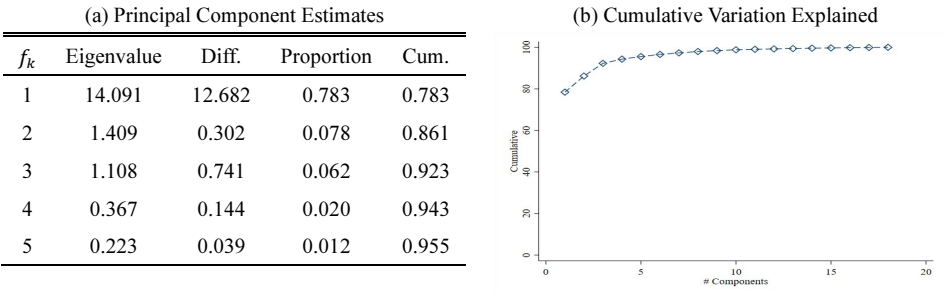 (a) Principal Component Estimates
f_k Eigenvalue Diff. Proportion Cum.
1 14.091 12.682 0.783 0.783
2 1.409 0.302 0.078 0.861
3 1.108 0.741 0.062 0.923
4 0.367 0.144 0.020 0.943
5 0.223 0.039 0.012 0.955
(b) Cumulative Variation Explained
Cumulative
100
80
60
40
20
0
0 5 10 15 20
# Components